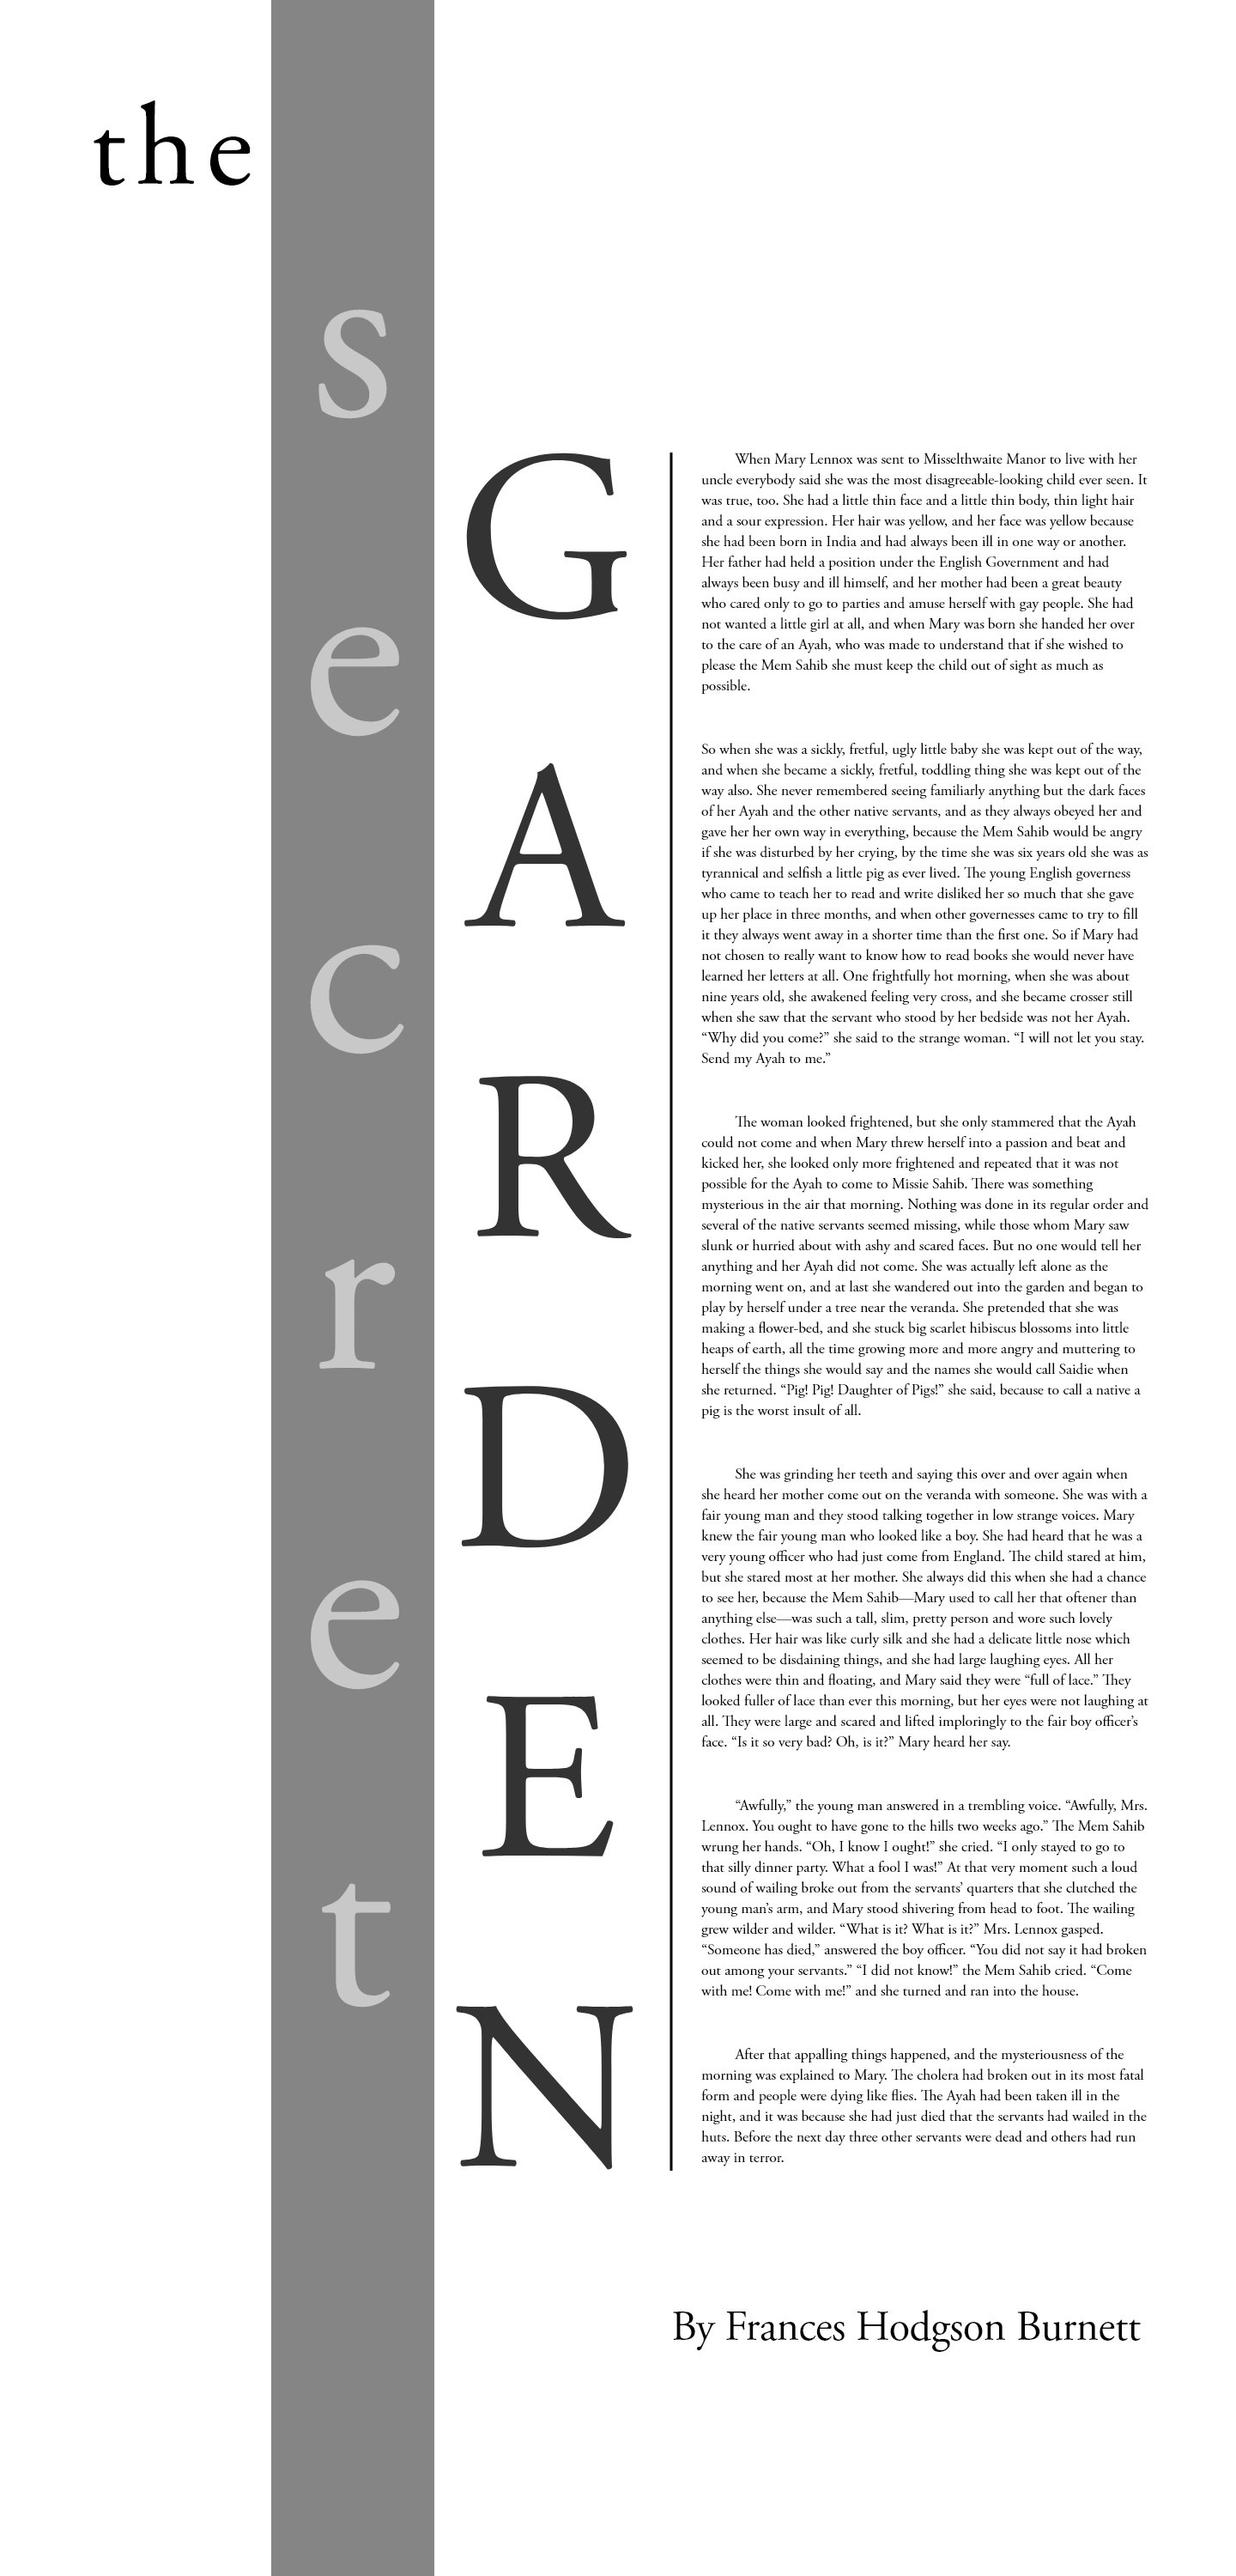 the
secret
GARDEN
When Mary Lennox was sent to Misselthwaite Manor to live with her
uncle everybody said she was the most disagreeable-looking child ever seen. It
was true, too. She had a little thin face and a little thin body, thin light hair
and a sour expression. Her hair was yellow, and her face was yellow because
she had been born in India and had always been ill in one way or another.
Her father had held a position under the English Government and had
always been busy and ill himself, and her mother had been a great beauty
who cared only to go to parties and amuse herself with gay people. She had
not wanted a little girl at all, and when Mary was born she handed her over
to the care of an Ayah, who was made to understand that if she wished to
please the Mem Sahib she must keep the child out of sight as much as
possible.
So when she was a sickly, fretful, ugly little baby she was kept out of the way,
and when she became a sickly, fretful, toddling thing she was kept out of the
way also. She never remembered seeing familiarly anything but the dark faces
of her Ayah and the other native servants, and as they always obeyed her and
gave her her own way in everything, because the Mem Sahib would be angry
if she was disturbed by her crying, by the time she was six years old she was as
tyrannical and selfish a little pig as ever lived. The young English governess
who came to teach her to read and write disliked her so much that she gave
up her place in three months, and when other governesses came to try to fill
it they always went away in a shorter time than the first one. So if Mary had
not chosen to really want to know how to read books she would never have
learned her letters at all. One frightfully hot morning, when she was about
nine years old, she awakened feeling very cross, and she became crosser still
when she saw that the servant who stood by her bedside was not her Ayah.
“Why did you come?” she said to the strange woman. “I will not let you stay.
Send my Ayah to me.”
The woman looked frightened, but she only stammered that the Ayah
could not come and when Mary threw herself into a passion and beat and
kicked her, she looked only more frightened and repeated that it was not
possible for the Ayah to come to Missie Sahib. There was something
mysterious in the air that morning. Nothing was done in its regular order and
several of the native servants seemed missing, while those whom Mary saw
slunk or hurried about with ashy and scared faces. But no one would tell her
anything and her Ayah did not come. She was actually left alone as the
morning went on, and at last she wandered out into the garden and began to
play by herself under a tree near the veranda. She pretended that she was
making a flower-bed, and she stuck big scarlet hibiscus blossoms into little
heaps of earth, all the time growing more and more angry and muttering to
herself the things she would say and the names she would call Saidie when
she returned. “Pig! Pig! Daughter of Pigs!” she said, because to call a native a
pig is the worst insult of all.
She was grinding her teeth and saying this over and over again when
she heard her mother come out on the veranda with someone. She was with a
fair young man and they stood talking together in low strange voices. Mary
knew the fair young man who looked like a boy. She had heard that he was a
very young officer who had just come from England. The child stared at him,
but she stared most at her mother. She always did this when she had a chance
to see her, because the Mem Sahib—Mary used to call her that oftener than
anything else—was such a tall, slim, pretty person and wore such lovely
clothes. Her hair was like curly silk and she had a delicate little nose which
seemed to be disdaining things, and she had large laughing eyes. All her
clothes were thin and floating, and Mary said they were “full of lace.” They
looked fuller of lace than ever this morning, but her eyes were not laughing at
all. They were large and scared and lifted imploringly to the fair boy officer’s
face. “Is it so very bad? Oh, is it?” Mary heard her say.
“Awfully,” the young man answered in a trembling voice. “Awfully, Mrs.
Lennox. You ought to have gone to the hills two weeks ago.” The Mem Sahib
wrung her hands. “Oh, I know I ought!” she cried. “I only stayed to go to
that silly dinner party. What a fool I was!” At that very moment such a loud
sound of wailing broke out from the servants’ quarters that she clutched the
young man’s arm, and Mary stood shivering from head to foot. The wailing
grew wilder and wilder. “What is it? What is it?” Mrs. Lennox gasped.
“Someone has died,” answered the boy officer. “You did not say it had broken
out among your servants.” “I did not know!” the Mem Sahib cried. “Come
with me! Come with me!” and she turned and ran into the house.
After that appalling things happened, and the mysteriousness of the
morning was explained to Mary. The cholera had broken out in its most fatal
form and people were dying like flies. The Ayah had been taken ill in the
night, and it was because she had just died that the servants had wailed in the
huts. Before the next day three other servants were dead and others had run
away in terror.
By Frances Hodgson Burnett